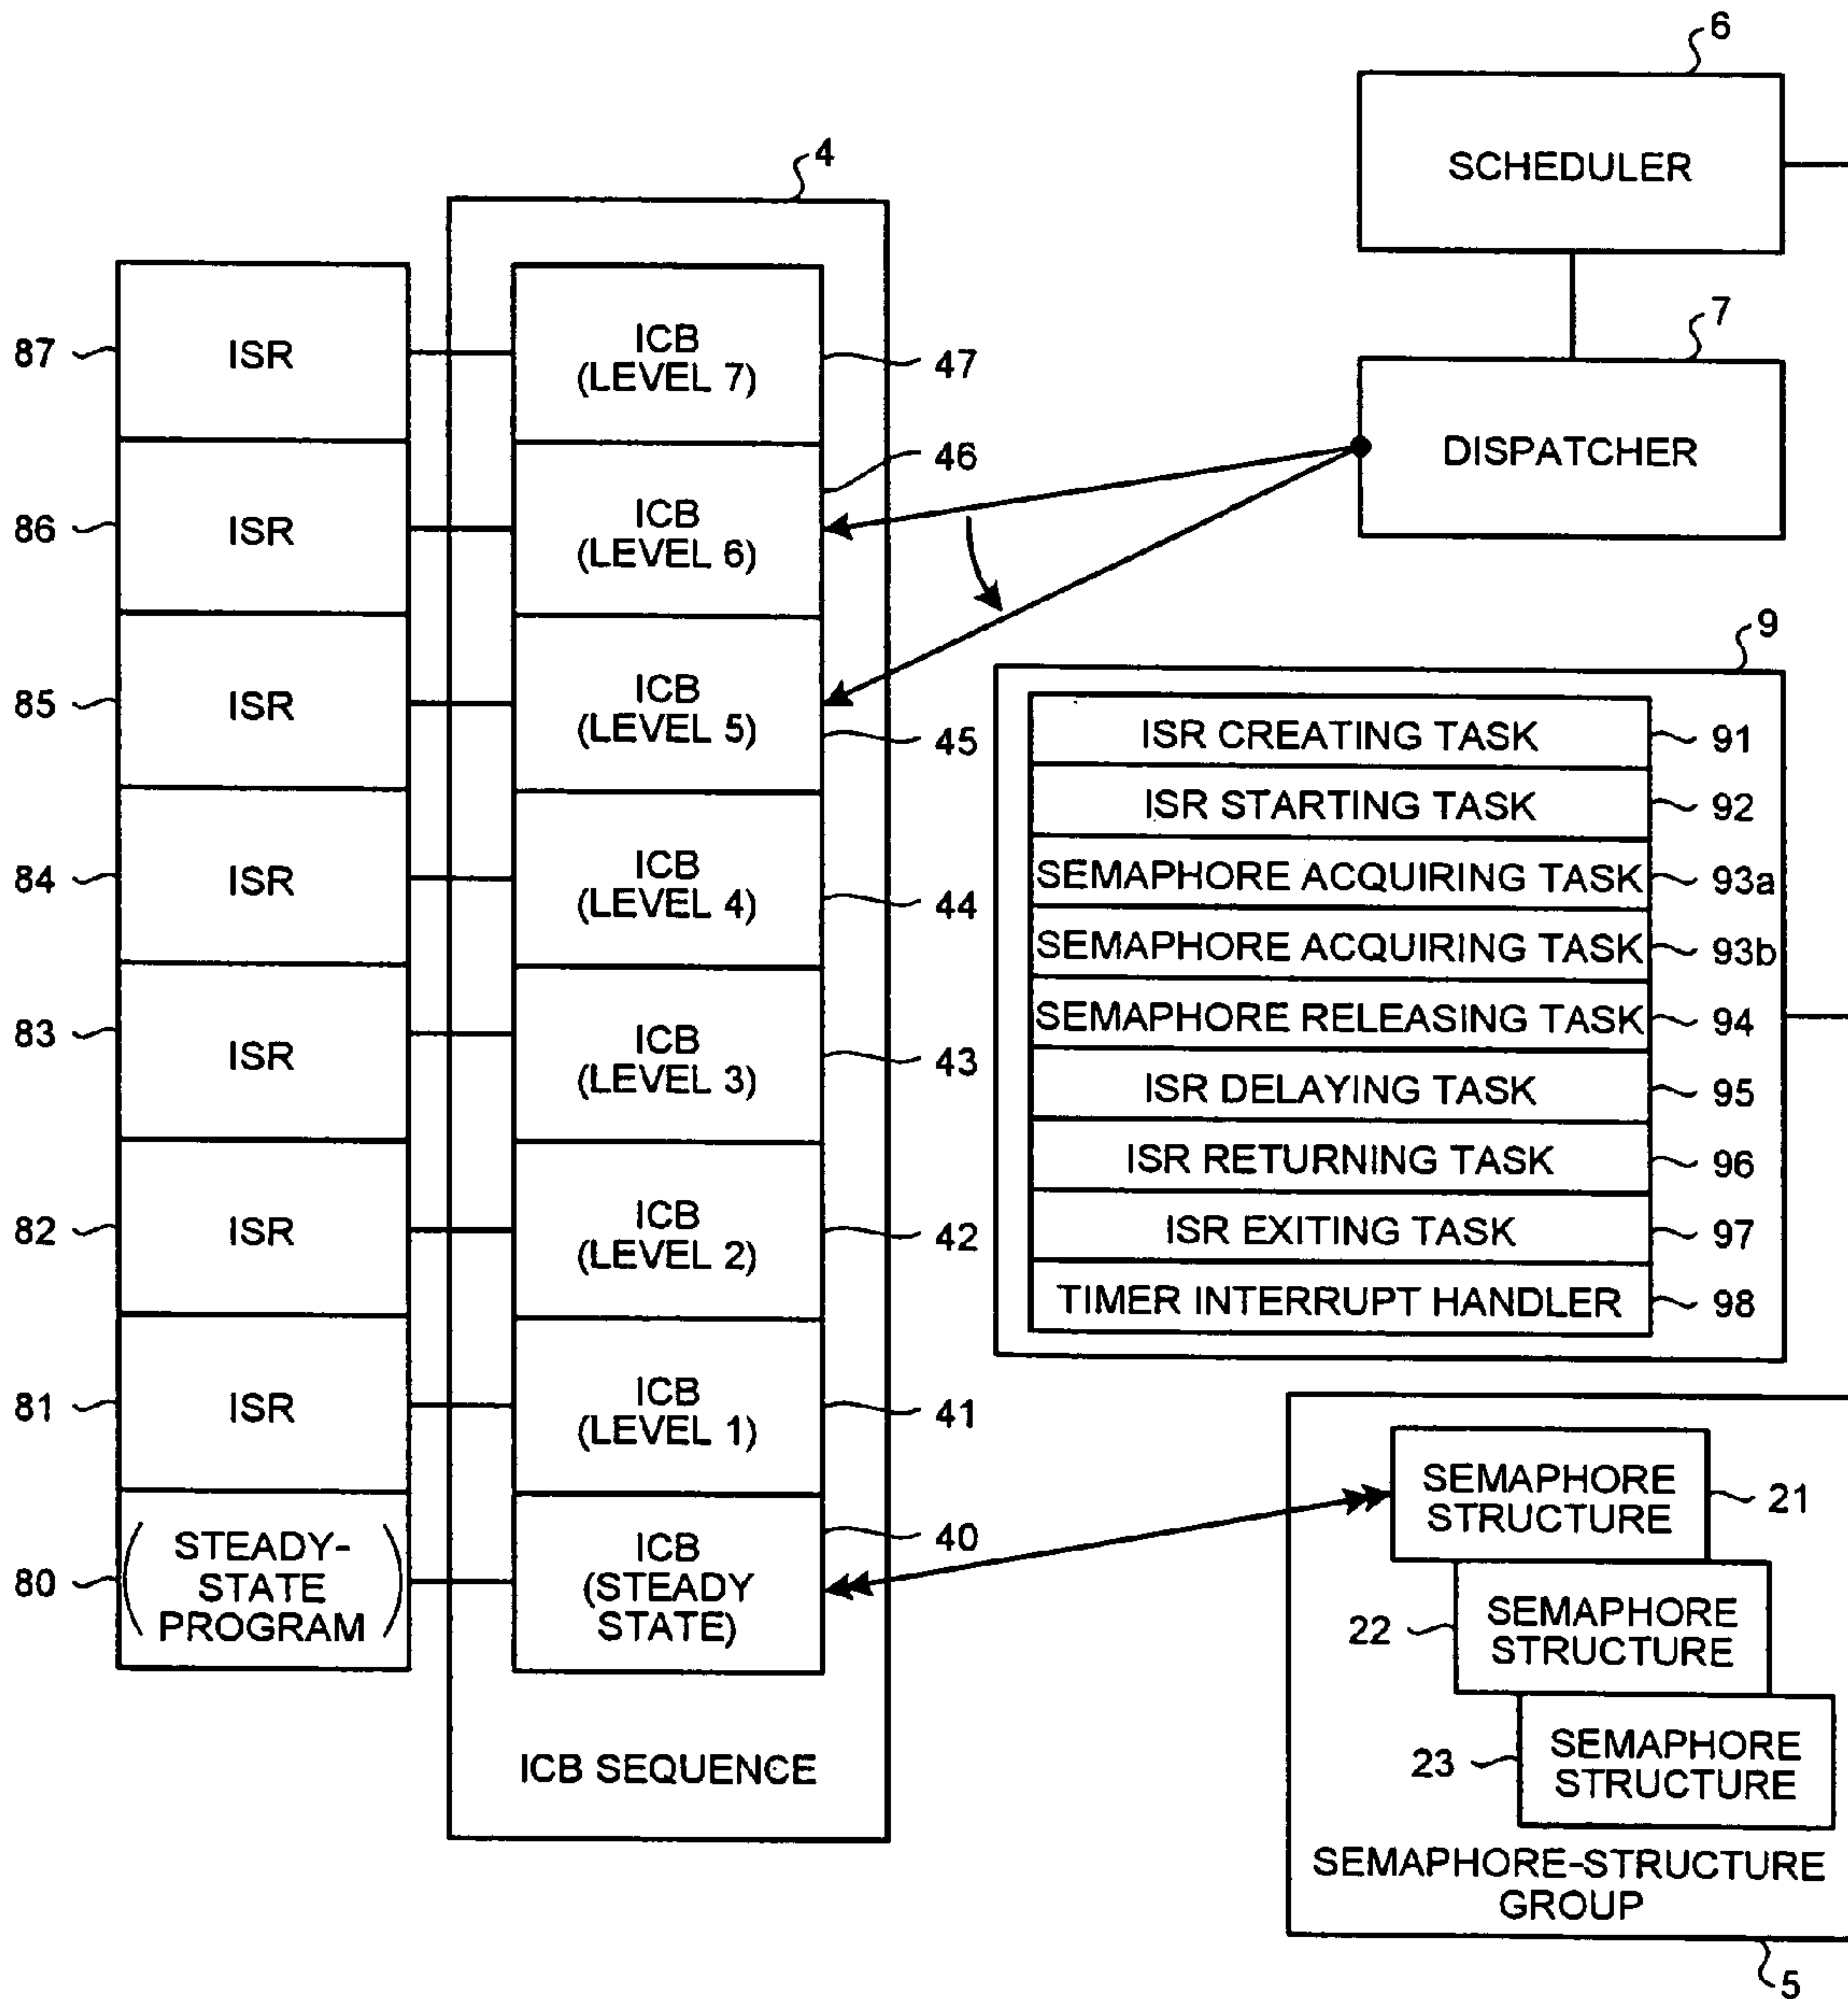 6
SCHEDULER
4
7
DISPATCHER
87
ISR
ICB
(LEVEL 7)
47
86
ISR
ICB
(LEVEL 6)
46
85
ISR
ICB
(LEVEL 5)
45
84
ISR
ICB
(LEVEL 4)
44
83
ISR
ICB
(LEVEL 3)
43
82
ISR
ICB
(LEVEL 2)
42
81
ISR
ICB
(LEVEL 1)
41
80
(STEADY-
STATE
PROGRAM)
ICB
(STEADY
STATE)
40
ICB SEQUENCE
9
ISR CREATING TASK
91
ISR STARTING TASK
92
SEMAPHORE ACQUIRING TASK
93a
SEMAPHORE ACQUIRING TASK
93b
SEMAPHORE RELEASING TASK
94
ISR DELAYING TASK
95
ISR RETURNING TASK
96
ISR EXITING TASK
97
TIMER INTERRUPT HANDLER
98
SEMAPHORE
STRUCTURE
21
22
SEMAPHORE
STRUCTURE
23
SEMAPHORE
STRUCTURE
SEMAPHORE-STRUCTURE
GROUP
5